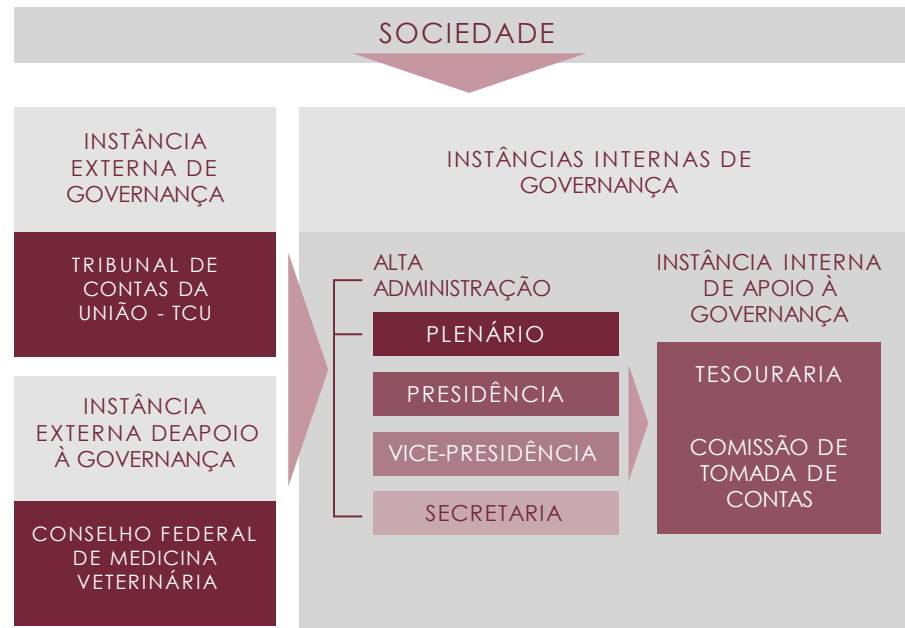 SOCIEDADE
INSTÂNCIA
EXTERNA DE
GOVERNANÇA
TRIBUNAL DE
CONTAS DA
UNIÃO - TCU
INSTÂNCIA
EXTERNA DEAPOIO
À GOVERNANÇA
CONSELHO FEDERAL
DE MEDICINA
VETERINÁRIA
INSTÂNCIAS INTERNAS DE
GOVERNANÇA
ALTA
ADMINISTRAÇÃO
PLENÁRIO
PRESIDÊNCIA
VICE-PRESIDÊNCIA
SECRETARIA
INSTÂNCIA INTERNA
DE APOIO À
GOVERNANÇA
TESOURARIA
COMISSÃO DE
TOMADA DE
CONTAS